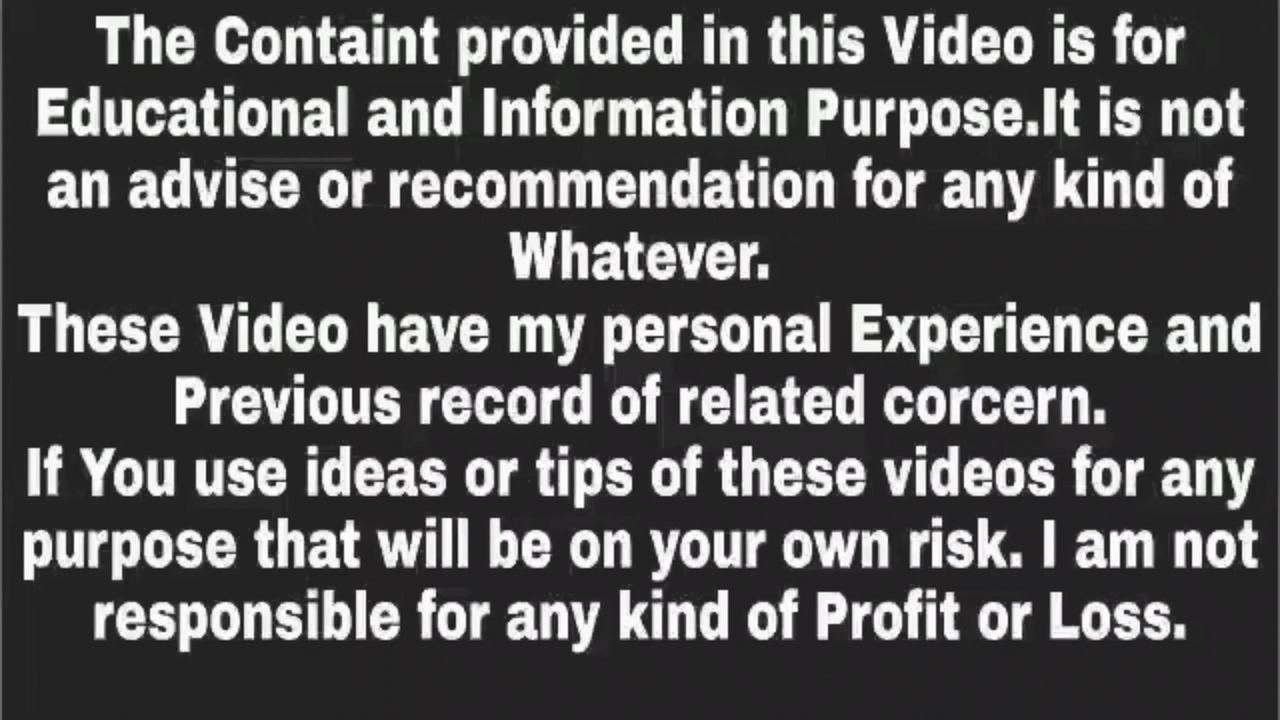 The Containt provided in this Video is for
Educational and Information Purpose.It is not
an advise or recommendation for any kind of
Whatever.
These Video have my personal Experience and
Previous record of related corcern.
If You use ideas or tips of these videos for any
purpose that will be on your own risk. I am not
responsible for any kind of Profit or Loss.